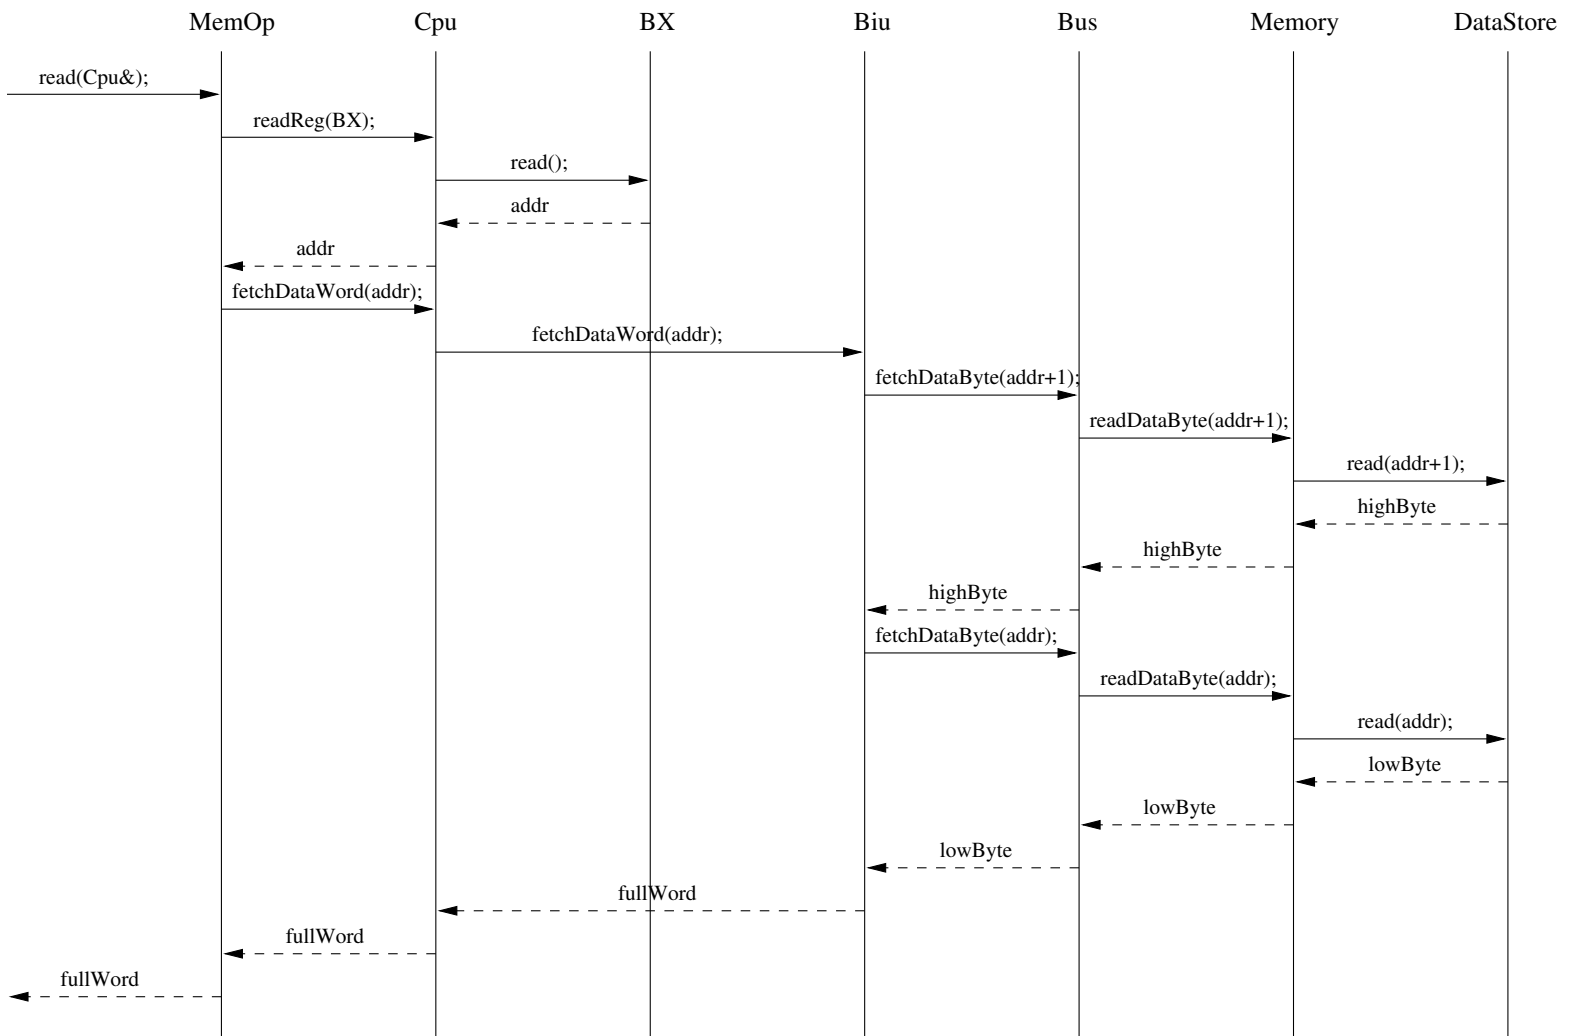 MemOp Cpu BX Biu Bus Memory DataStore
read(Cpu&);
readReg(BX);
read();
addr
addr
fetchDataWord(addr);
fetchDataWord(addr);
fetchDataByte(addr+1);
readDataByte(addr+1);
read(addr+1);
highByte
highByte
highByte
fetchDataByte(addr);
readDataByte(addr);
read(addr);
lowByte
lowByte
lowByte
fullWord
fullWord
fullWord